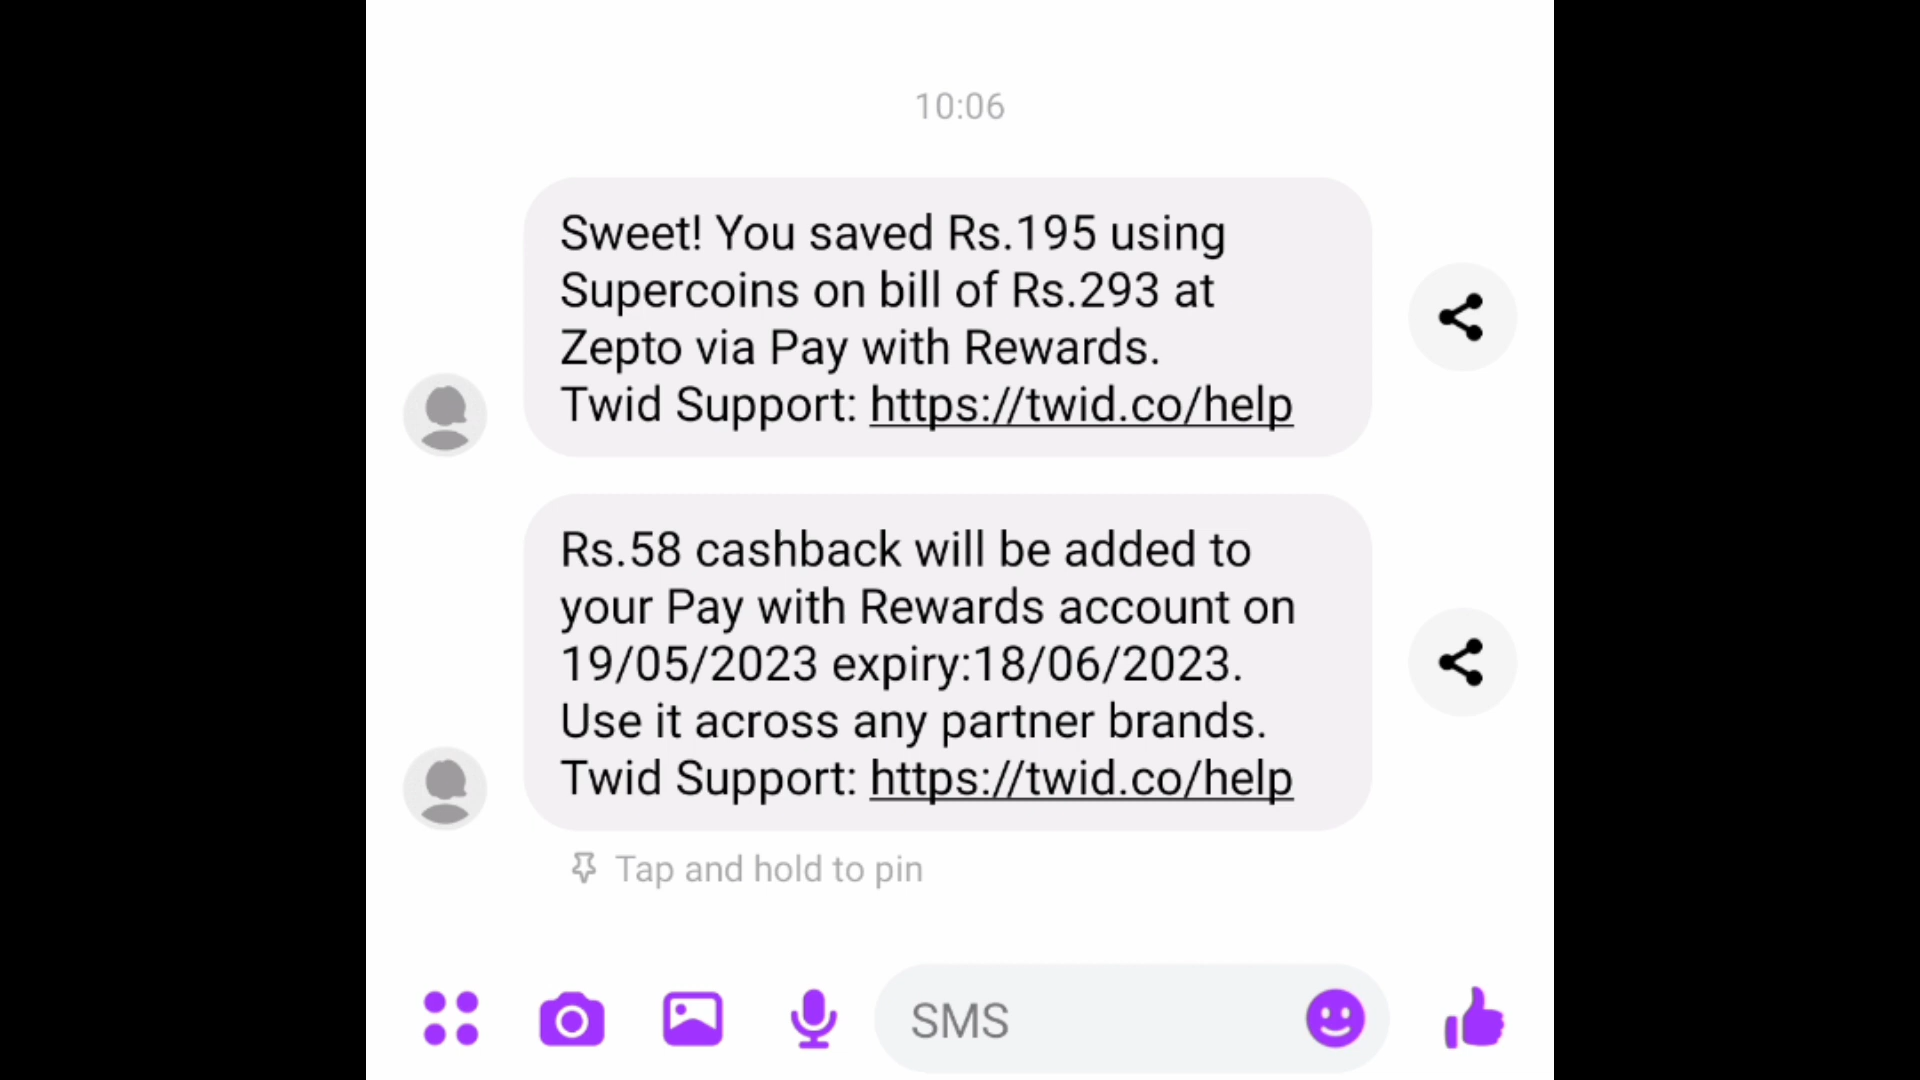 10:06
Sweet! You saved Rs.195 using
Supercoins on bill of Rs.293 at
Zepto via Pay with Rewards.
Twid Support: https://twid.co/help
Rs.58 cashback will be added to
your Pay with Rewards account on
19/05/2023 expiry:18/06/2023.
Use it across any partner brands.
Twid Support: https://twid.co/help
Tap and hold to pin
SMS